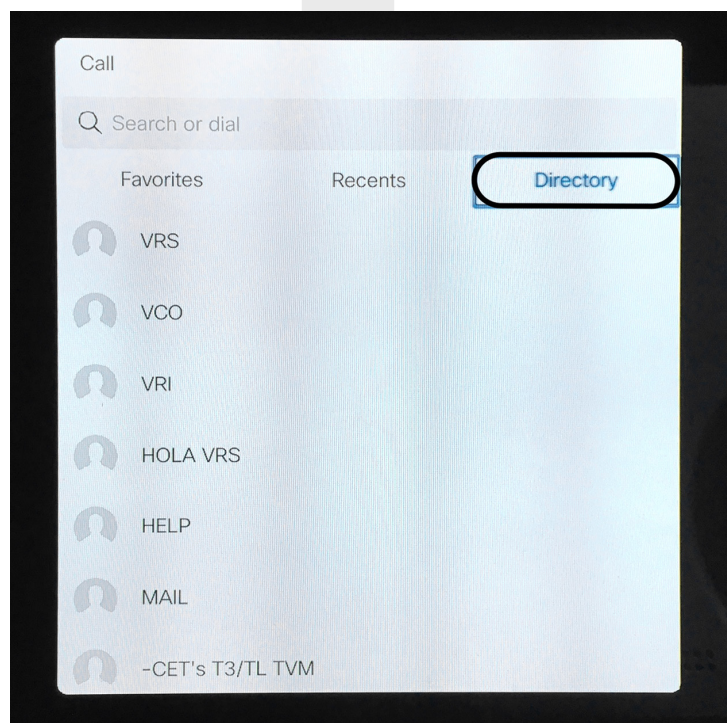 Call
Search or dial
Favorites Recents Directory
VRS
VCO
VRI
HOLA VRS
HELP
MAIL
-CET's T3/TL TVM